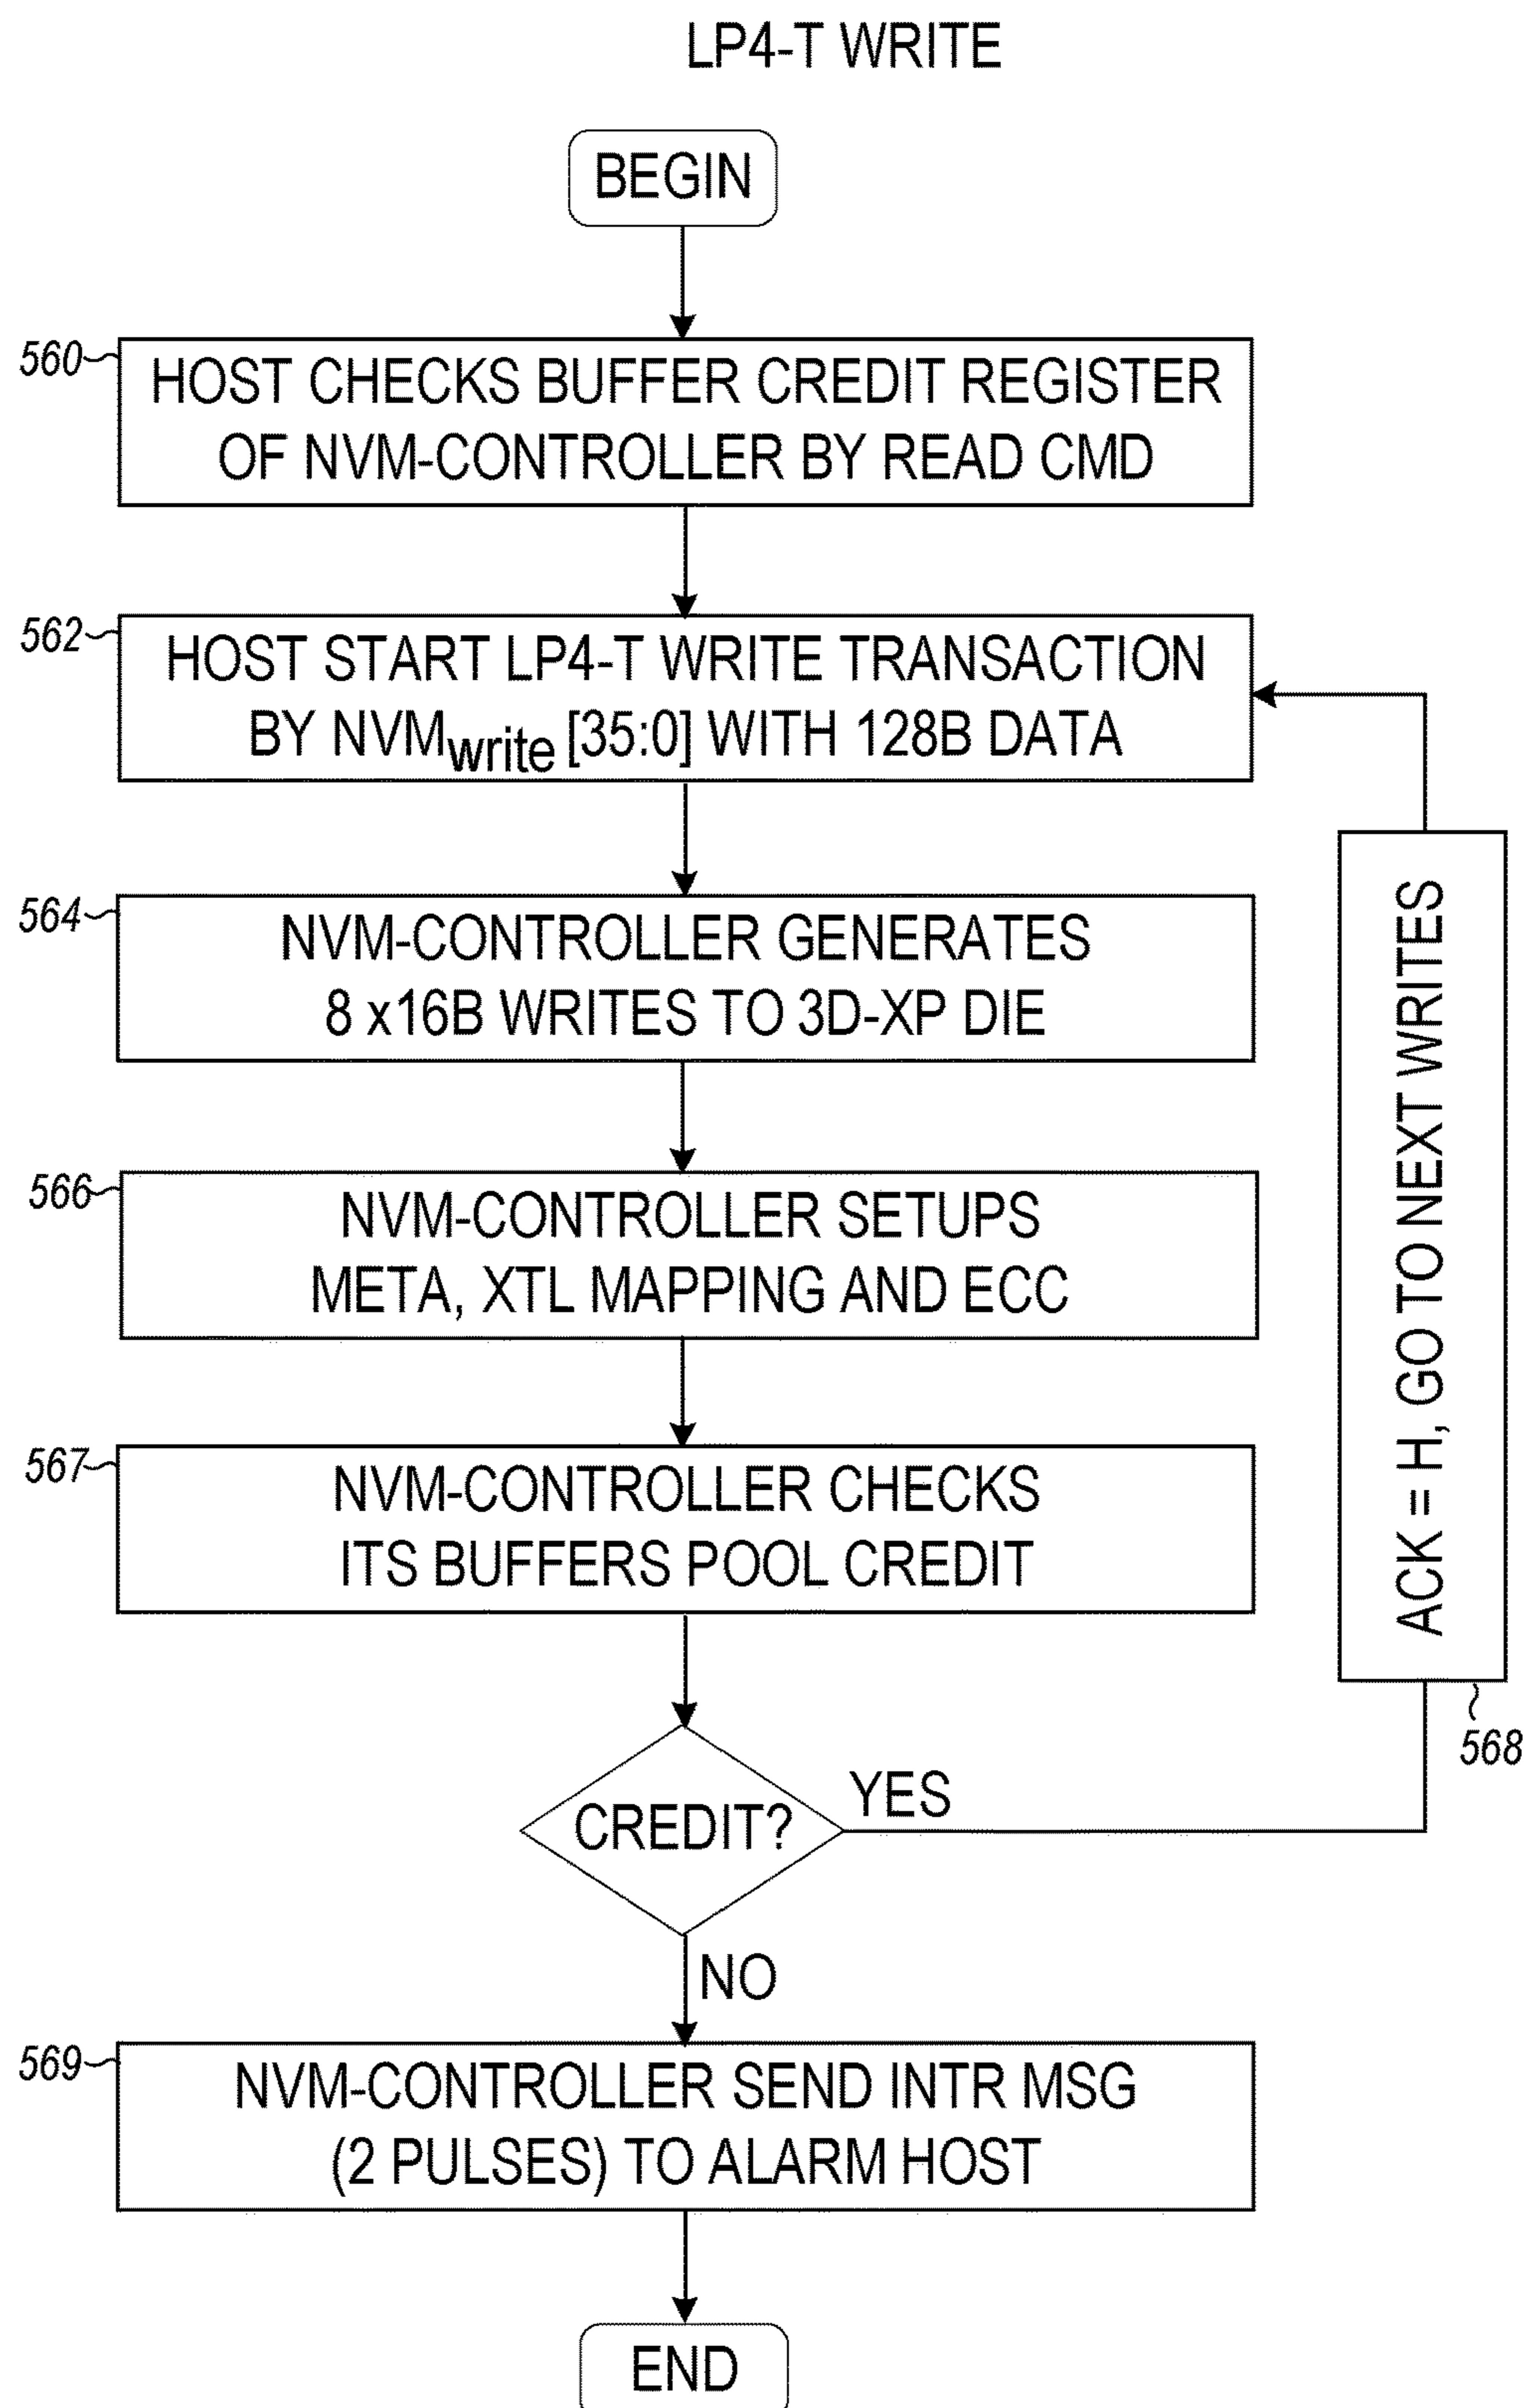 LP4-T WRITE
BEGIN
560
HOST CHECKS BUFFER CREDIT REGISTER
OF NVM-CONTROLLER BY READ CMD
562
HOST START LP4-T WRITE TRANSACTION
BY NVMwrite [35:0] WITH 128B DATA
564
NVM-CONTROLLER GENERATES
8 x16B WRITES TO 3D-XP DIE
566
NVM-CONTROLLER SETUPS
META, XTL MAPPING AND ECC
567
NVM-CONTROLLER CHECKS
ITS BUFFERS POOL CREDIT
ACK = H, GO TO NEXT WRITES
568
CREDIT?
YES
NO
569
NVM-CONTROLLER SEND INTR MSG
(2 PULSES) TO ALARM HOST
END